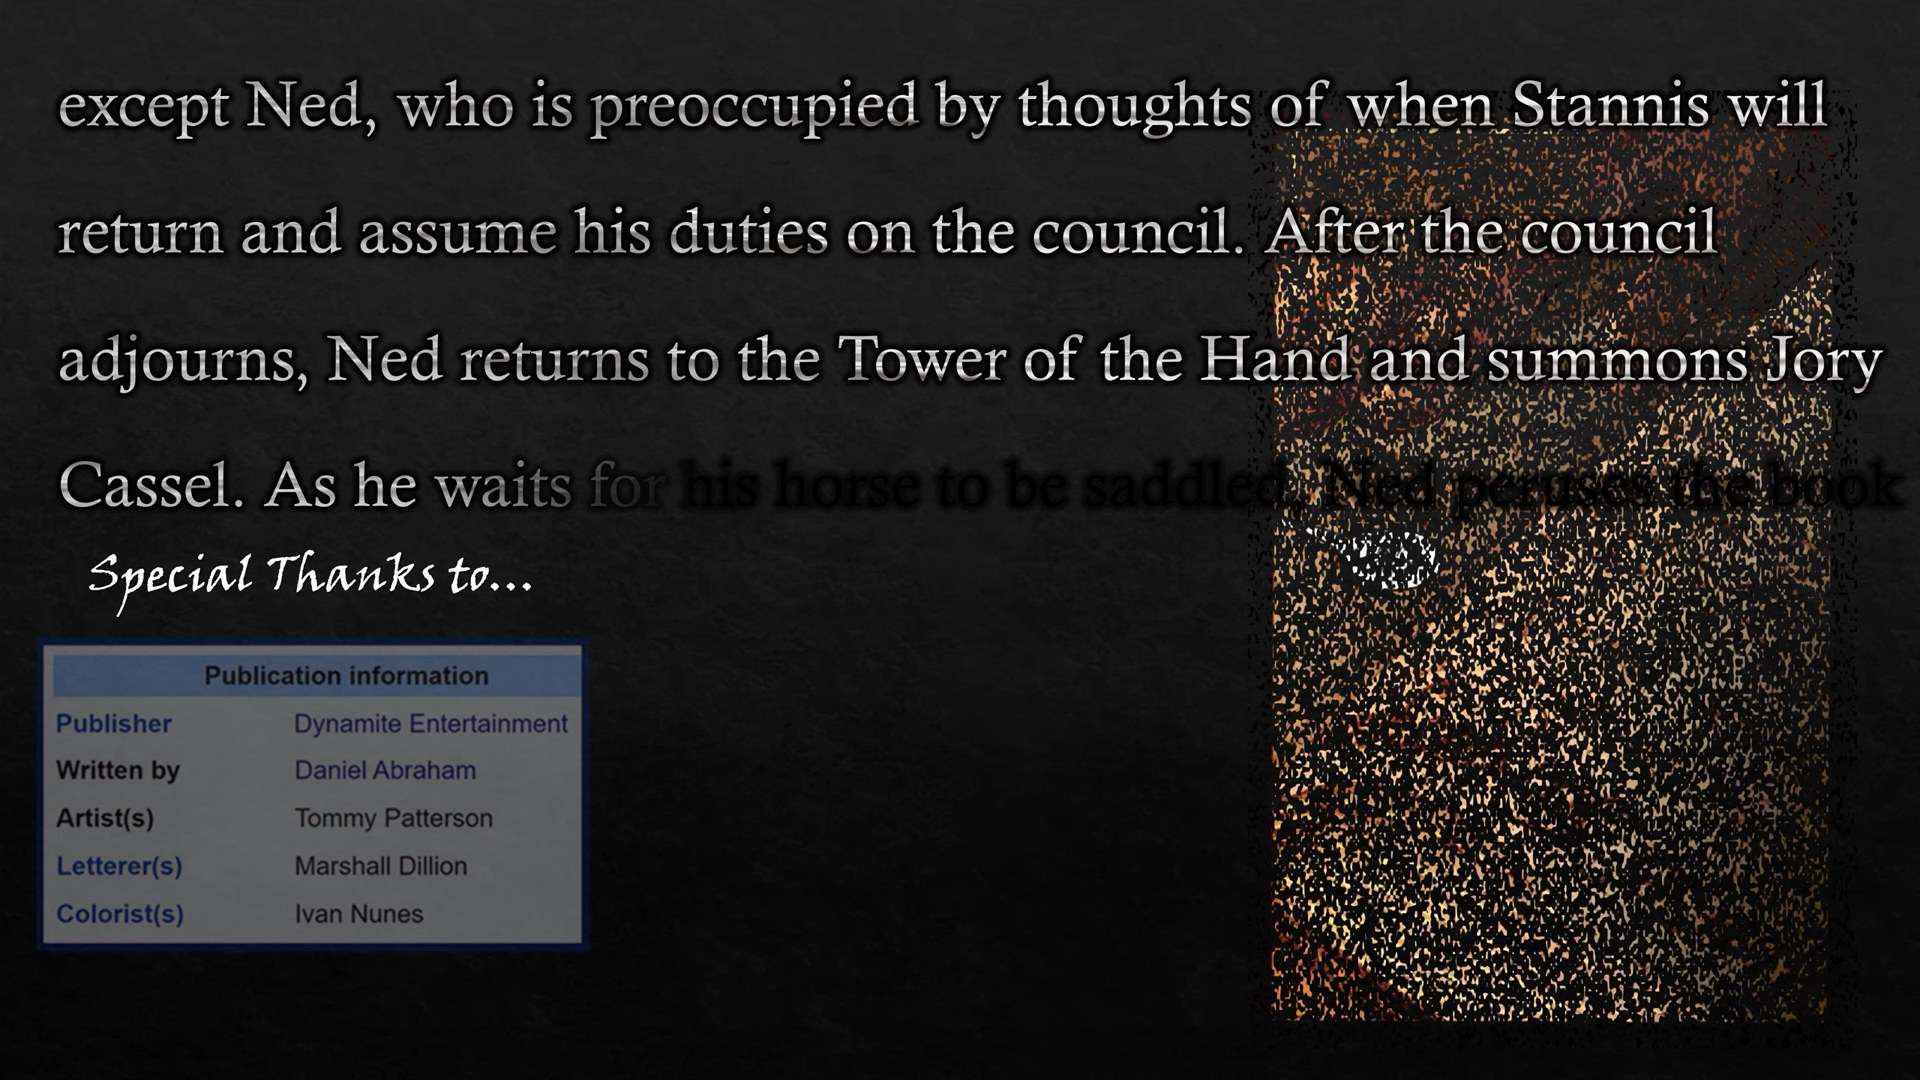 except Ned, who is preoccupied by thoughts of when Stannis will
return and assume his duties on the council. After the council
adjourns, Ned returns to the Tower of the Hand and summons Jory
Cassel. As he waits for his horse to be saddled, Ned peruses the book
Special Thanks to...
Publication information
Publisher Dynamite Entertainment
Written by Daniel Abraham
Artist(s) Tommy Patterson
Letterer(s) Marshall Dillion
Colorist(s) Ivan Nunes